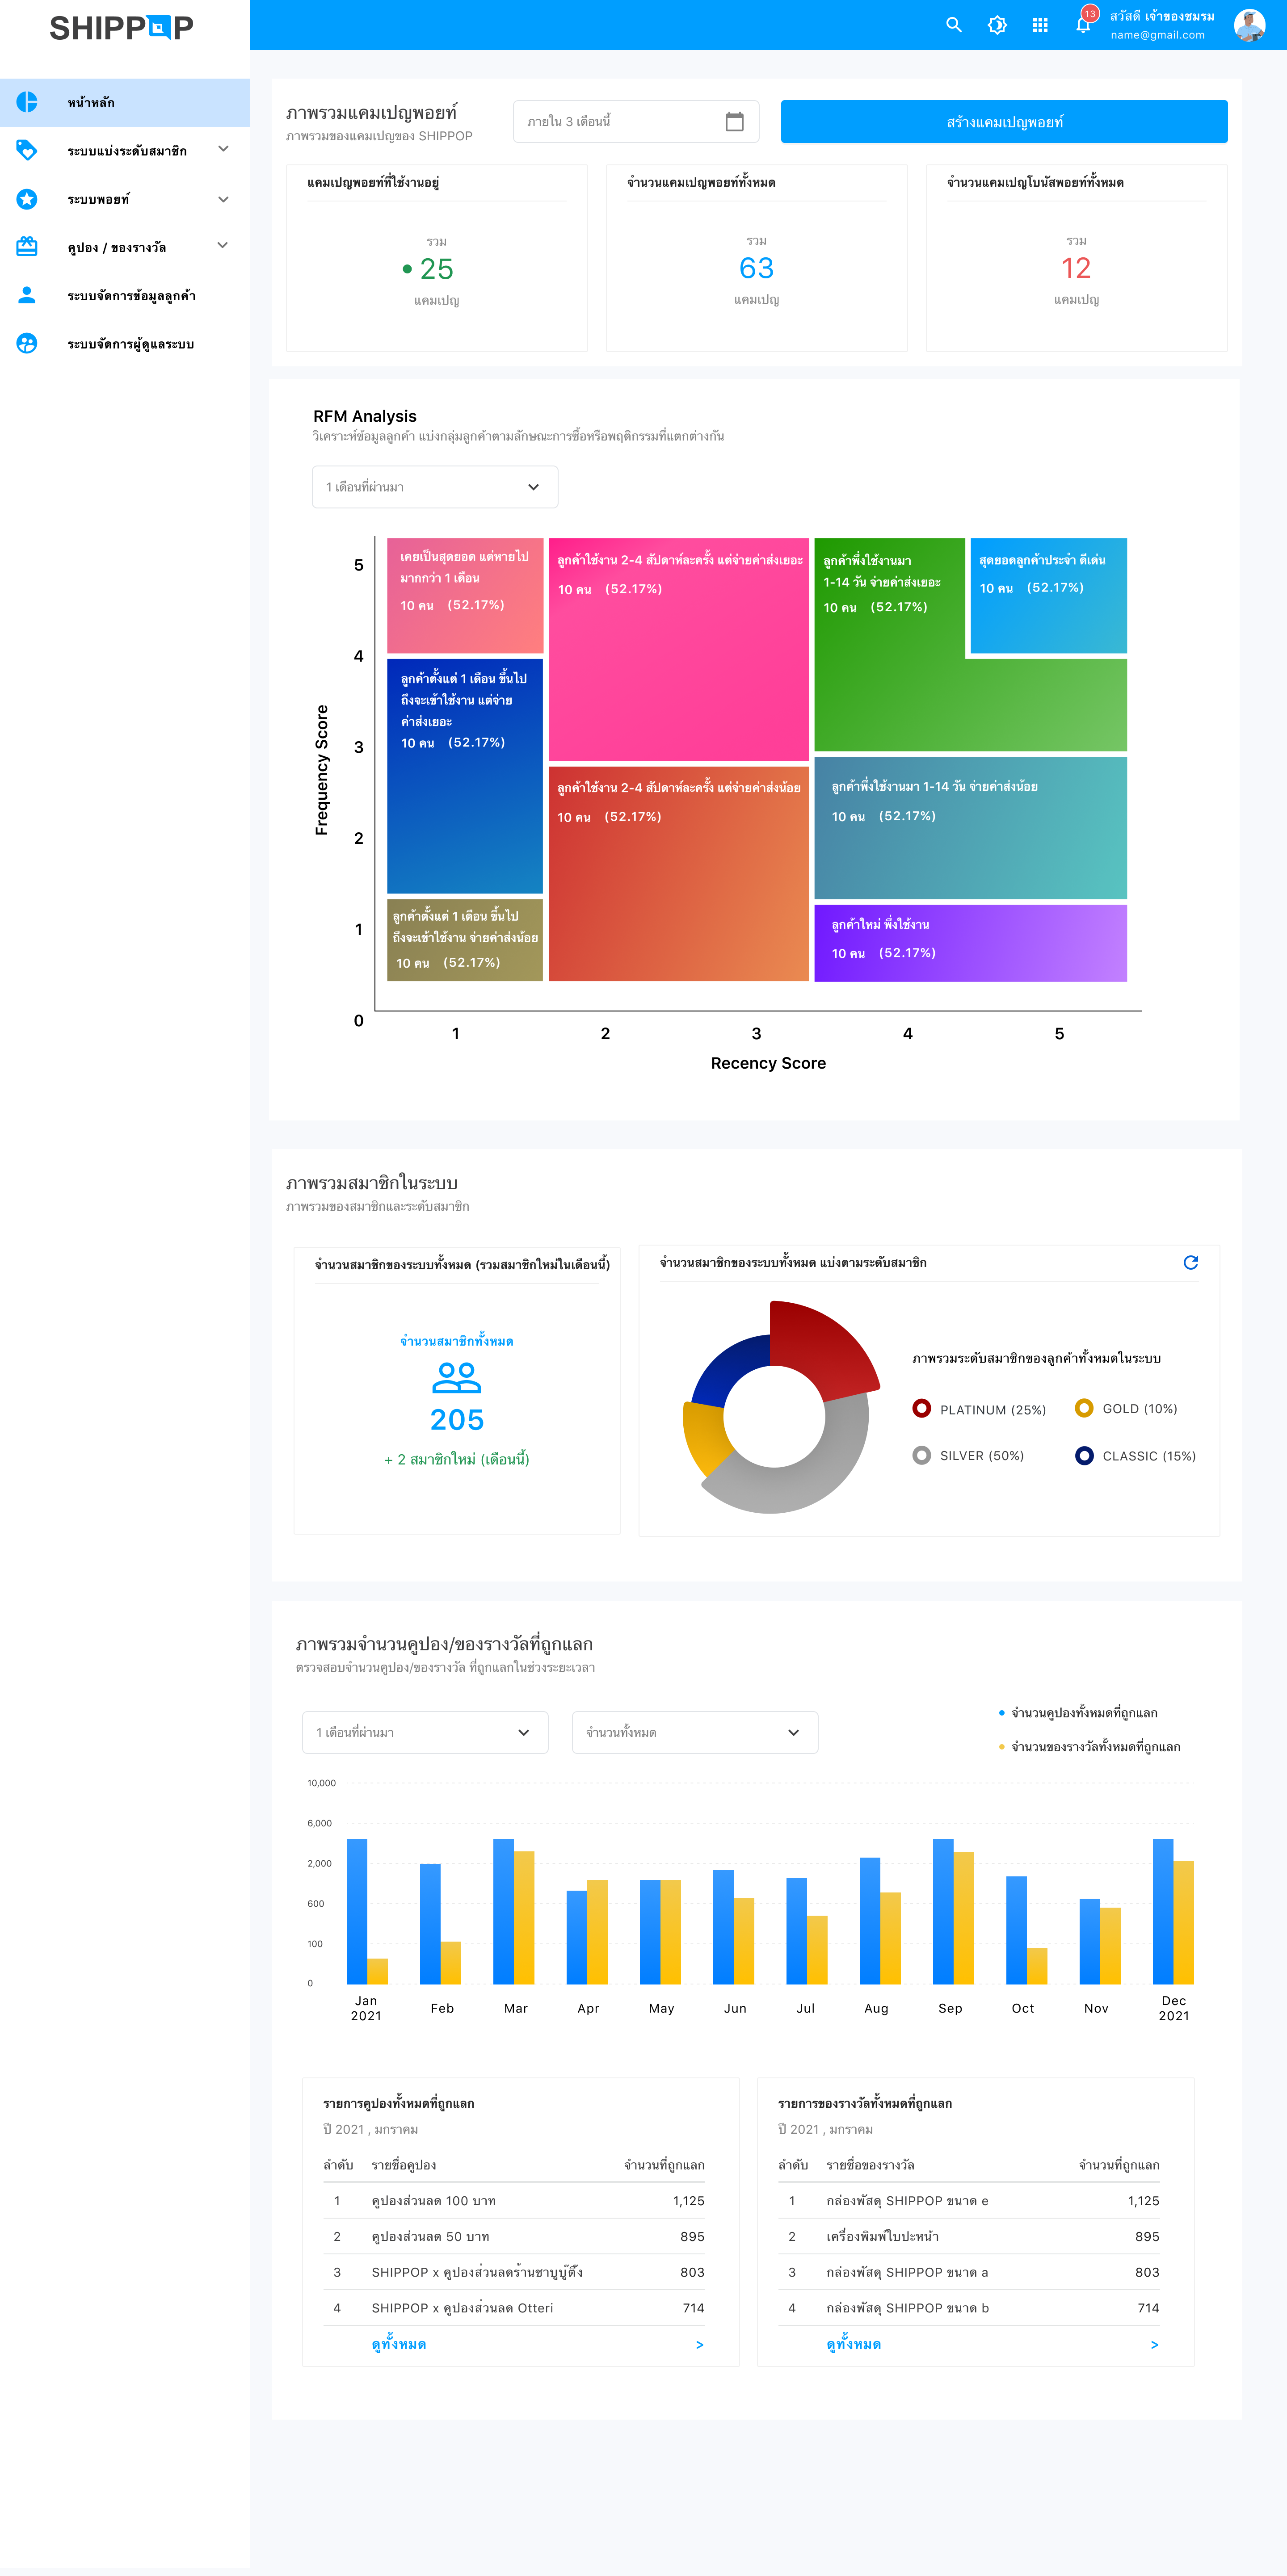 SHIPPOP
13
สวัสดี เจ้าของชมรม
name@gmail.com
หน้าหลัก
ระบบแบ่งระดับสมาชิก
ระบบพอยท์
คูปอง / ของรางวัล
ระบบจัดการข้อมูลลูกค้า
ระบบจัดการผู้ดูแลระบบ
ภาพรวมแคมเปญพอยท์
ภาพรวมของแคมเปญของ SHIPPOP
ภายใน 3 เดือนนี้
สร้างแคมเปญพอยท์
แคมเปญพอยท์ที่ใช้งานอยู่
รวม
25
แคมเปญ
จำนวนแคมเปญพอยท์ทั้งหมด
รวม
63
แคมเปญ
จำนวนแคมเปญโบนัสพอยท์ทั้งหมด
รวม
12
แคมเปญ
RFM Analysis
วิเคราะห์ข้อมูลลูกค้า แบ่งกลุ่มลูกค้าตามลักษณะการซื้อหรือพฤติกรรมที่แตกต่างกัน
1 เดือนที่ผ่านมา
Frequency Score
5
4
3
2
1
0
เคยเป็นสุดยอด แต่หายไป
มากกว่า 1 เดือน
10 คน (52.17%)
ลูกค้าใช้งาน 2-4 สัปดาห์ละครั้ง แต่จ่ายค่าส่งเยอะ
10 คน (52.17%)
ลูกค้าพึ่งใช้งานมา
1-14 วัน จ่ายค่าส่งเยอะ
10 คน (52.17%)
สุดยอดลูกค้าประจำ ดีเด่น
10 คน (52.17%)
ลูกค้าตั้งแต่ 1 เดือน ขึ้นไป
ถึงจะเข้าใช้งาน แต่จ่าย
ค่าส่งเยอะ
10 คน (52.17%)
ลูกค้าใช้งาน 2-4 สัปดาห์ละครั้ง แต่จ่ายค่าส่งน้อย
10 คน (52.17%)
ลูกค้าพึ่งใช้งานมา 1-14 วัน จ่ายค่าส่งน้อย
10 คน (52.17%)
ลูกค้าตั้งแต่ 1 เดือน ขึ้นไป
ถึงจะเข้าใช้งาน จ่ายค่าส่งน้อย
10 คน (52.17%)
ลูกค้าใหม่ พึ่งใช้งาน
10 คน (52.17%)
1 2 3 4 5
Recency Score
ภาพรวมสมาชิกในระบบ
ภาพรวมของสมาชิกและระดับสมาชิก
จำนวนสมาชิกของระบบทั้งหมด (รวมสมาชิกใหม่ในเดือนนี้)
จำนวนสมาชิกทั้งหมด
205
+ 2 สมาชิกใหม่ (เดือนนี้)
จำนวนสมาชิกของระบบทั้งหมด แบ่งตามระดับสมาชิก
ภาพรวมระดับสมาชิกของลูกค้าทั้งหมดในระบบ
PLATINUM (25%) GOLD (10%)
SILVER (50%) CLASSIC (15%)
ภาพรวมจำนวนคูปอง/ของรางวัลที่ถูกแลก
ตรวจสอบจำนวนคูปอง/ของรางวัล ที่ถูกแลกในช่วงระยะเวลา
1 เดือนที่ผ่านมา
จำนวนทั้งหมด
จำนวนคูปองทั้งหมดที่ถูกแลก
จำนวนของรางวัลทั้งหมดที่ถูกแลก
10,000
6,000
2,000
600
100
0
Jan Feb Mar Apr May Jun Jul Aug Sep Oct Nov Dec
2021 2021
รายการคูปองทั้งหมดที่ถูกแลก
ปี 2021 , มกราคม
ลำดับ รายชื่อคูปอง จำนวนที่ถูกแลก
1 คูปองส่วนลด 100 บาท 1,125
2 คูปองส่วนลด 50 บาท 895
3 SHIPPOP x คูปองส่วนลดร้านชาบูบู๊ตึ๊ง 803
4 SHIPPOP x คูปองส่วนลด Otteri 714
ดูทั้งหมด >
รายการของรางวัลทั้งหมดที่ถูกแลก
ปี 2021 , มกราคม
ลำดับ รายชื่อของรางวัล จำนวนที่ถูกแลก
1 กล่องพัสดุ SHIPPOP ขนาด e 1,125
2 เครื่องพิมพ์ใบปะหน้า 895
3 กล่องพัสดุ SHIPPOP ขนาด a 803
4 กล่องพัสดุ SHIPPOP ขนาด b 714
ดูทั้งหมด >